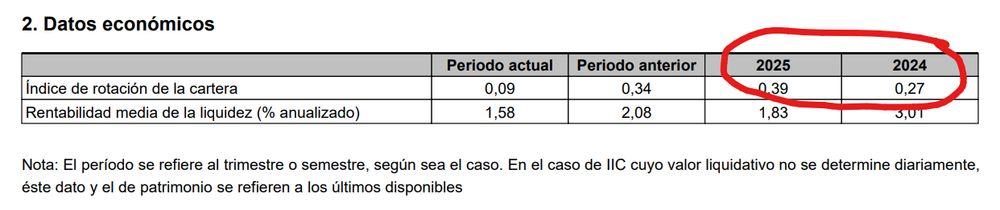 2. Datos económicos
Periodo actual Periodo anterior 2025 2024
Índice de rotación de la cartera 0,09 0,34 0,39 0,27
Rentabilidad media de la liquidez (% anualizado) 1,58 2,08 1,83 3,01
Nota: El período se refiere al trimestre o semestre, según sea el caso. En el caso de IIC cuyo valor liquidativo no se determine diariamente,
éste dato y el de patrimonio se refieren a los últimos disponibles